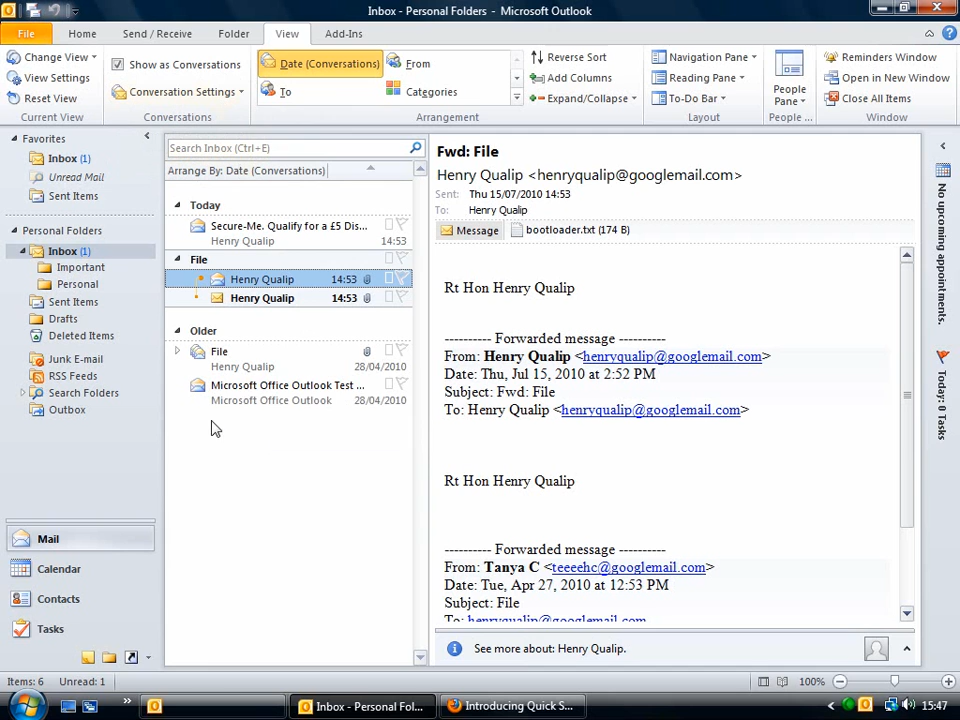 Inbox - Personal Folders - Microsoft Outlook
File Home Send / Receive Folder View Add-Ins
Change View
View Settings
Reset View
Current View
Show as Conversations
Conversation Settings
Conversations
Date (Conversations)
From
To
Categories
Arrangement
Reverse Sort
Add Columns
Expand/Collapse
Navigation Pane
Reading Pane
To-Do Bar
Layout
People
Pane
People ...
Reminders Window
Open in New Window
Close All Items
Window
Favorites
Inbox (1)
Unread Mail
Sent Items
Personal Folders
Inbox (1)
Important
Personal
Sent Items
Drafts
Deleted Items
Junk E-mail
RSS Feeds
Search Folders
Outbox
Mail
Calendar
Contacts
Tasks
Search Inbox (Ctrl+E)
Arrange By: Date (Conversations)
Today
Secure-Me. Qualify for a £5 Dis...
Henry Qualip 14:53
File
Henry Qualip 14:53
Henry Qualip 14:53
Older
File
Henry Qualip 28/04/2010
Microsoft Office Outlook Test ...
Microsoft Office Outlook 28/04/2010
Fwd: File
Henry Qualip <henryqualip@googlemail.com>
Sent: Thu 15/07/2010 14:53
To: Henry Qualip
Message bootloader.txt (174 B)
Rt Hon Henry Qualip
---------- Forwarded message ----------
From: Henry Qualip <henryqualip@googlemail.com>
Date: Thu, Jul 15, 2010 at 2:52 PM
Subject: Fwd: File
To: Henry Qualip <henryqualip@googlemail.com>
Rt Hon Henry Qualip
---------- Forwarded message ----------
From: Tanya C <teeeehc@googlemail.com>
Date: Tue, Apr 27, 2010 at 12:53 PM
Subject: File
To: henryqualip@googlemail.com
See more about: Henry Qualip.
No upcoming appointments.
Today: 0 Tasks
Items: 6 Unread: 1
100%
Inbox - Personal Fol...
Introducing Quick S...
15:47